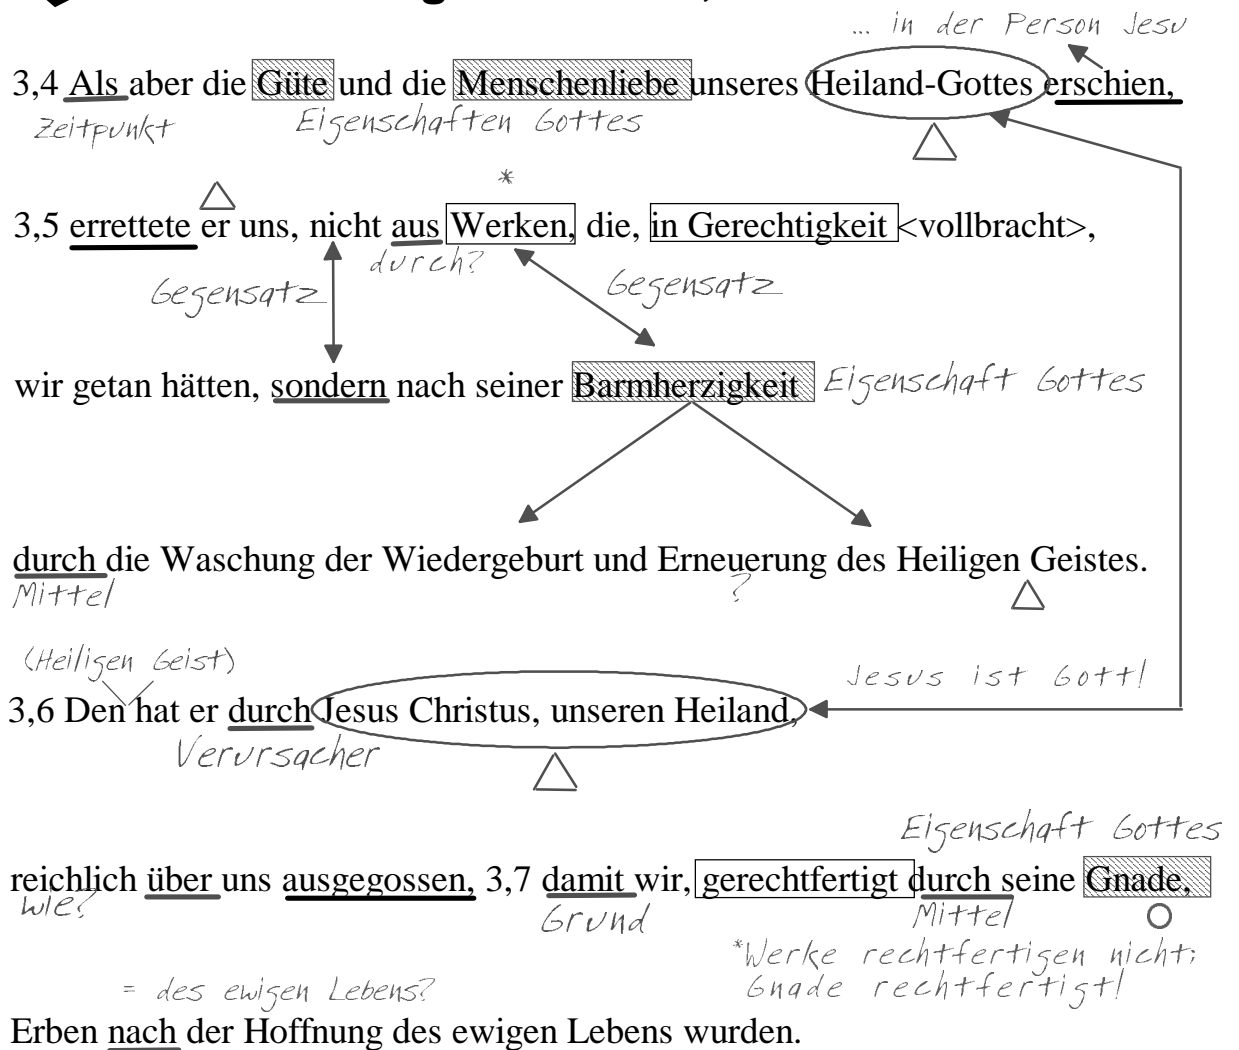 ... in der Person Jesu
3,4 Als aber die Güte und die Menschenliebe unseres Heiland-Gottes erschien,
Zeitpunkt Eigenschaften Gottes
*
3,5 errettete er uns, nicht aus Werken, die, in Gerechtigkeit <vollbracht>,
durch?
Gegensatz Gegensatz
wir getan hätten, sondern nach seiner Barmherzigkeit Eigenschaft Gottes
durch die Waschung der Wiedergeburt und Erneuerung des Heiligen Geistes.
Mittel ?
(Heiligen Geist) Jesus ist Gott!
3,6 Den hat er durch Jesus Christus, unseren Heiland,
Verursacher
Eigenschaft Gottes
reichlich über uns ausgegossen, 3,7 damit wir, gerechtfertigt durch seine Gnade,
Wie? Grund Mittel
*Werke rechtfertigen nicht;
Gnade rechtfertigt!
= des ewigen Lebens?
Erben nach der Hoffnung des ewigen Lebens wurden.